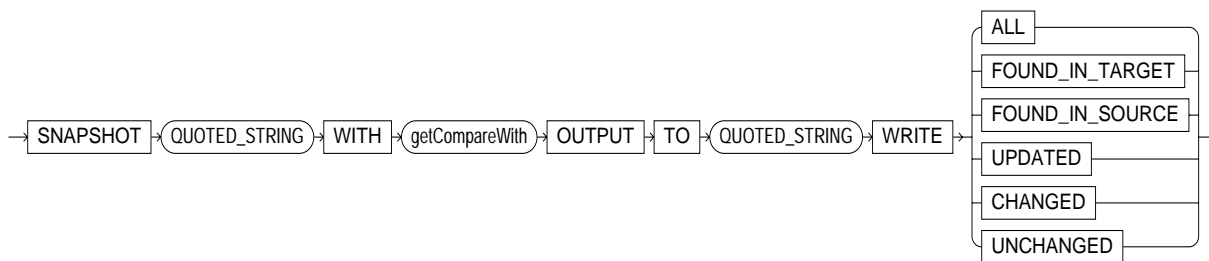 ALL
FOUND_IN_TARGET
FOUND_IN_SOURCE
SNAPSHOT QUOTED_STRING WITH getCompareWith OUTPUT TO QUOTED_STRING WRITE
UPDATED
CHANGED
UNCHANGED